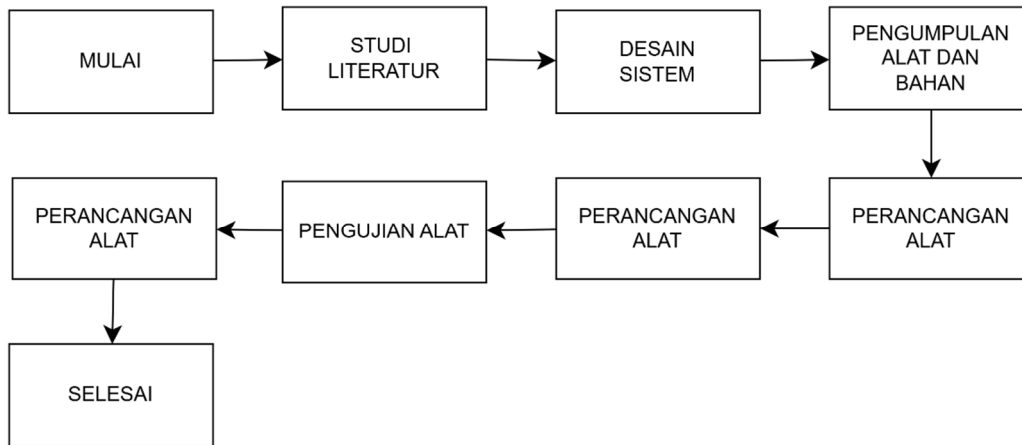 MULAI
STUDI
LITERATUR
DESAIN
SISTEM
PENGUMPULAN
ALAT DAN
BAHAN
PERANCANGAN
ALAT
PERANCANGAN
ALAT
PENGUJIAN ALAT
PERANCANGAN
ALAT
SELESAI